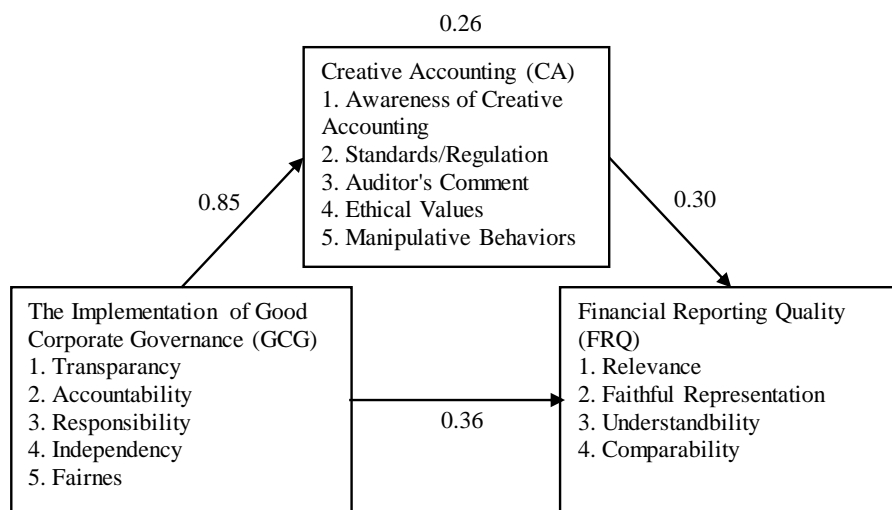 0.26
Creative Accounting (CA)
1. Awareness of Creative
Accounting
2. Standards/Regulation
3. Auditor's Comment
4. Ethical Values
5. Manipulative Behaviors
0.85
0.30
The Implementation of Good
Corporate Governance (GCG)
1. Transparancy
2. Accountability
3. Responsibility
4. Independency
5. Fairnes
0.36
Financial Reporting Quality
(FRQ)
1. Relevance
2. Faithful Representation
3. Understandbility
4. Comparability